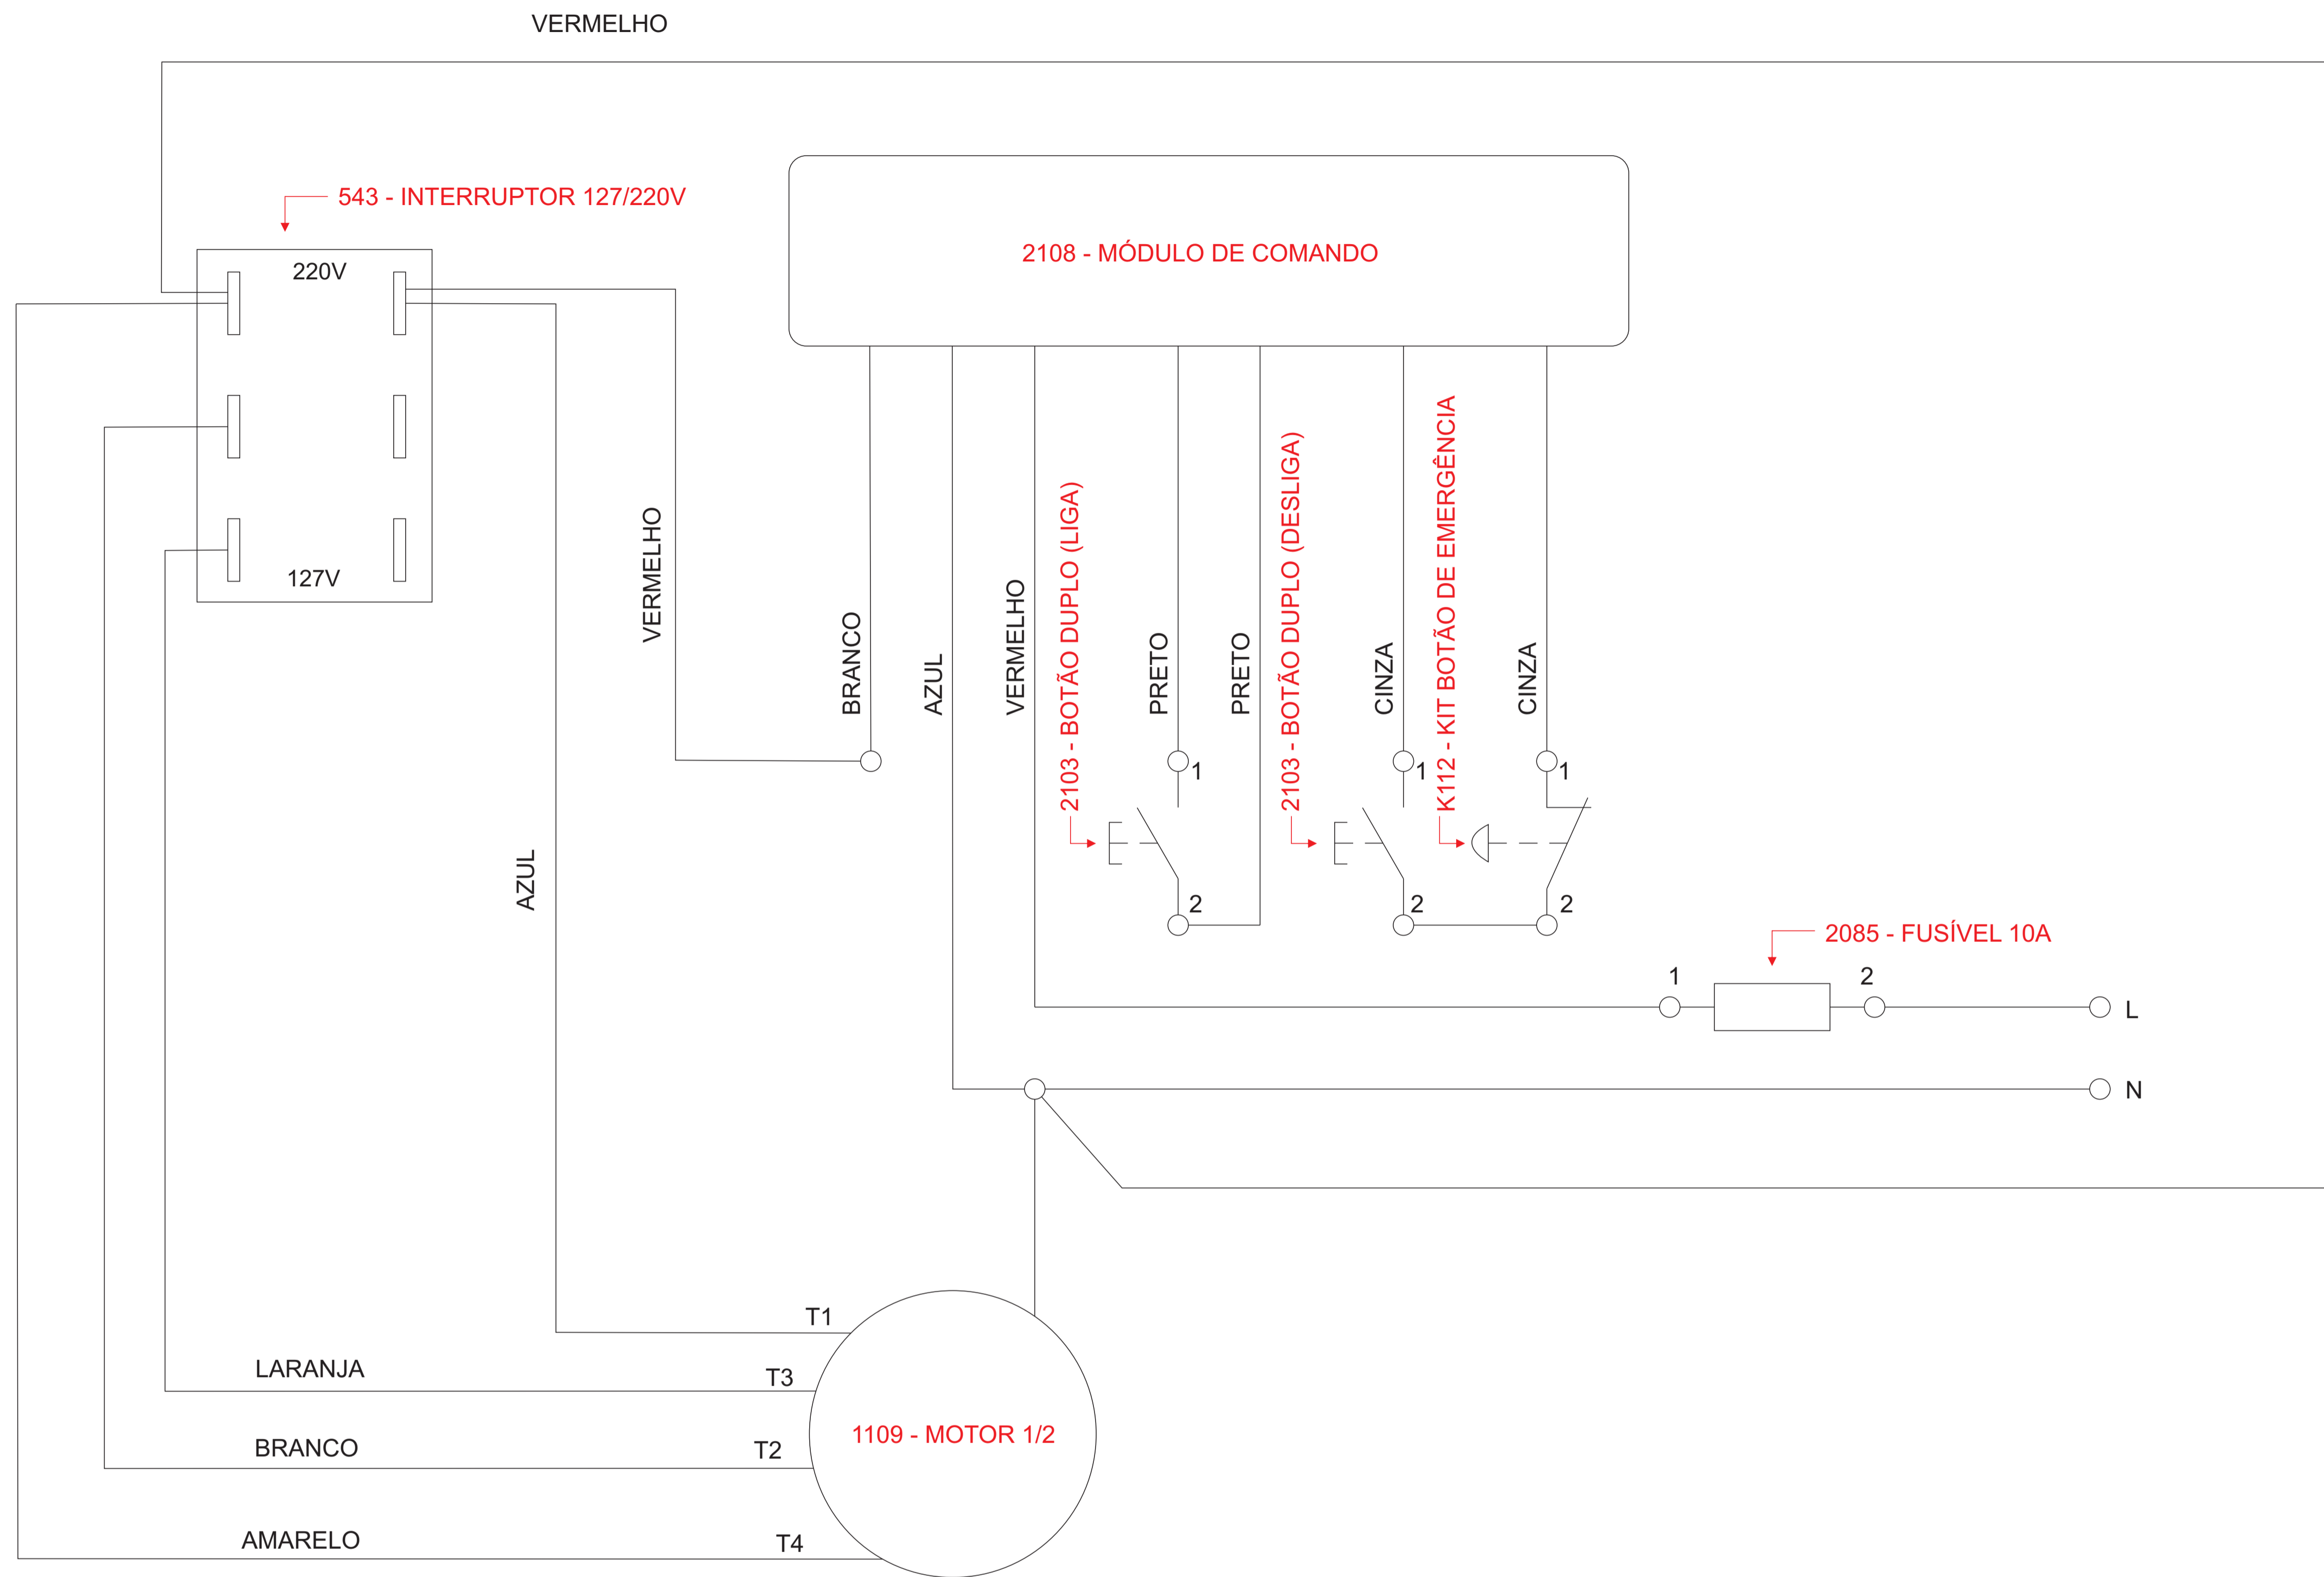 VERMELHO
543 - INTERRUPTOR 127/220V
220V
127V
2108 - MÓDULO DE COMANDO
VERMELHO
AZUL
BRANCO
AZUL
VERMELHO
2103 - BOTÃO DUPLO (LIGA)
PRETO
PRETO
2103 - BOTÃO DUPLO (DESLIGA)
CINZA
K112 - KIT BOTÃO DE EMERGÊNCIA
CINZA
1
1
1
2
2
2
2085 - FUSÍVEL 10A
1
2
L
N
T1
LARANJA
T3
1109 - MOTOR 1/2
BRANCO
T2
AMARELO
T4